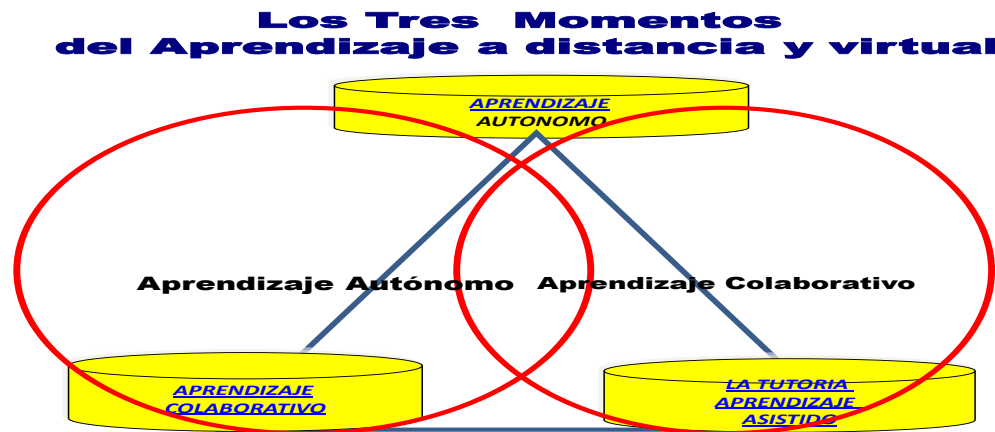 Los Tres Momentos
del Aprendizaje a distancia y virtual
APRENDIZAJE
AUTONOMO
Aprendizaje Autónomo
Aprendizaje Colaborativo
APRENDIZAJE
COLABORATIVO
LA TUTORIA
APRENDIZAJE
ASISTIDO